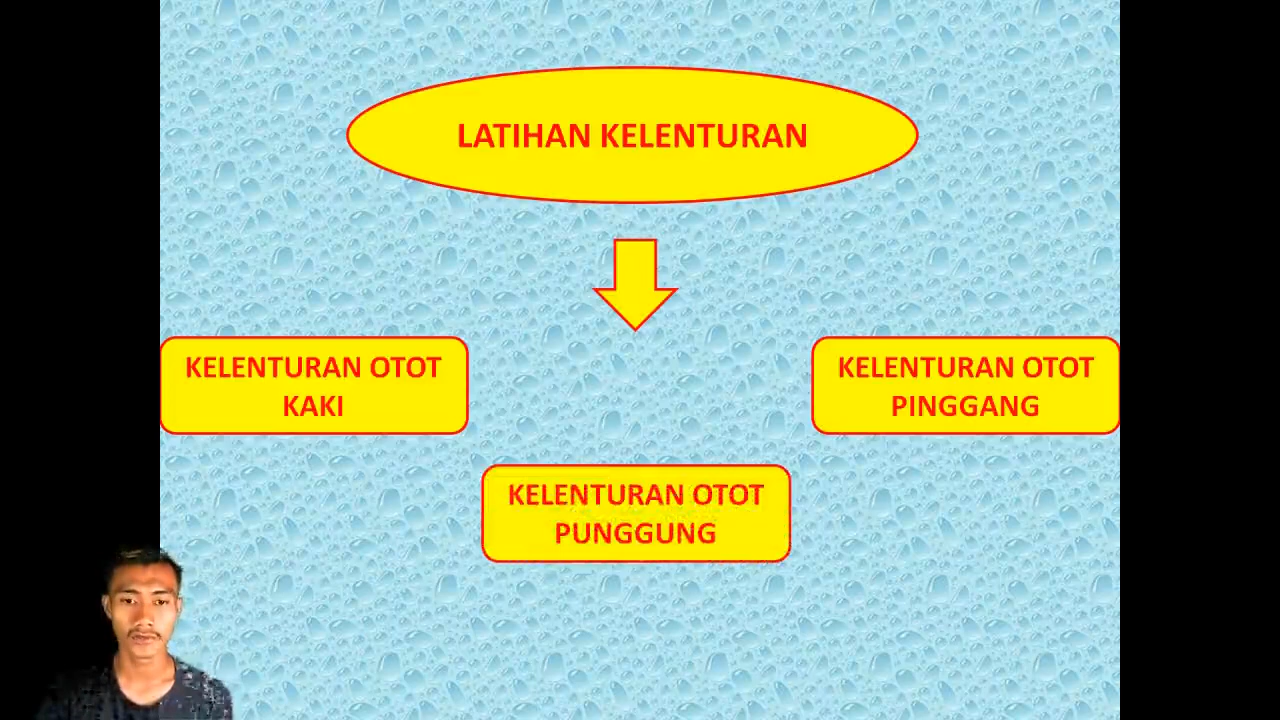 LATIHAN KELENTURAN
KELENTURAN OTOT
KAKI
KELENTURAN OTOT
PINGGANG
KELENTURAN OTOT
PUNGGUNG